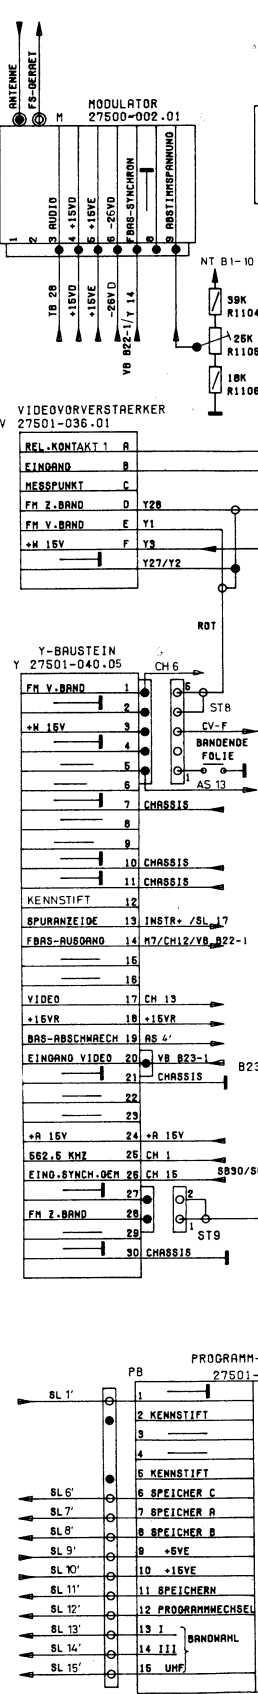 ANTENNE
FS-GERAET
M
MODULATOR
27500-002.01
1
2
3 AUDIO
4 +15VD
5 +15VE
6 -26VD
FBAS-SYNCHRON
8
9 ABSTIMMSPANNUNG
TB 28
+15VD
+15VE
-26VD
VB B22-1/Y 14
NT B1-10
39K
R1104
25K
R1105
18K
R1106
VIDEOVORVERSTAERKER
V 27501-036.01
REL.KONTAKT 1 A
EINGANG B
MESSPUNKT C
FM Z.BAND D Y28
FM V.BAND E Y1
+H 15V F Y3
Y27/Y2
ROT
Y-BAUSTEIN
Y 27501-040.05
CH 6
FM V.BAND 1 5
2 ST8
+H 15V 3 CV-F
4 BANDENDE
FOLIE
5 1
6 AS 13
7 CHASSIS
8
9
10 CHASSIS
11 CHASSIS
KENNSTIFT 12
SPURANZEIGE 13 INSTR+ /SL 17
FBAS-AUSGANG 14 M7/CH12/VB B22-1
15
16
VIDEO 17 CH 13
+15VR 18 +15VR
BAS-ABSCHWAECH 19 AS 4'
EINGANG VIDEO 20 VB B23-1
B23
21 CHASSIS
22
23
+A 15V 24 +A 15V
562.5 KHZ 25 CH 1
EING.SYNCH.GEM 26 CH 15 SB30/S
27 2
FM Z.BAND 28 1
29 ST9
30 CHASSIS
PROGRAMM-
PB 27501-
SL 1' 1
2 KENNSTIFT
3
4
5 KENNSTIFT
SL 6' 6 SPEICHER C
SL 7' 7 SPEICHER A
SL 8' 8 SPEICHER B
SL 9' 9 +5VE
SL 10' 10 +15VE
SL 11' 11 SPEICHERN
SL 12' 12 PROGRAMMWECHSEL
SL 13' 13 I
BANDWAHL
SL 14' 14 III
SL 15' 15 UHF